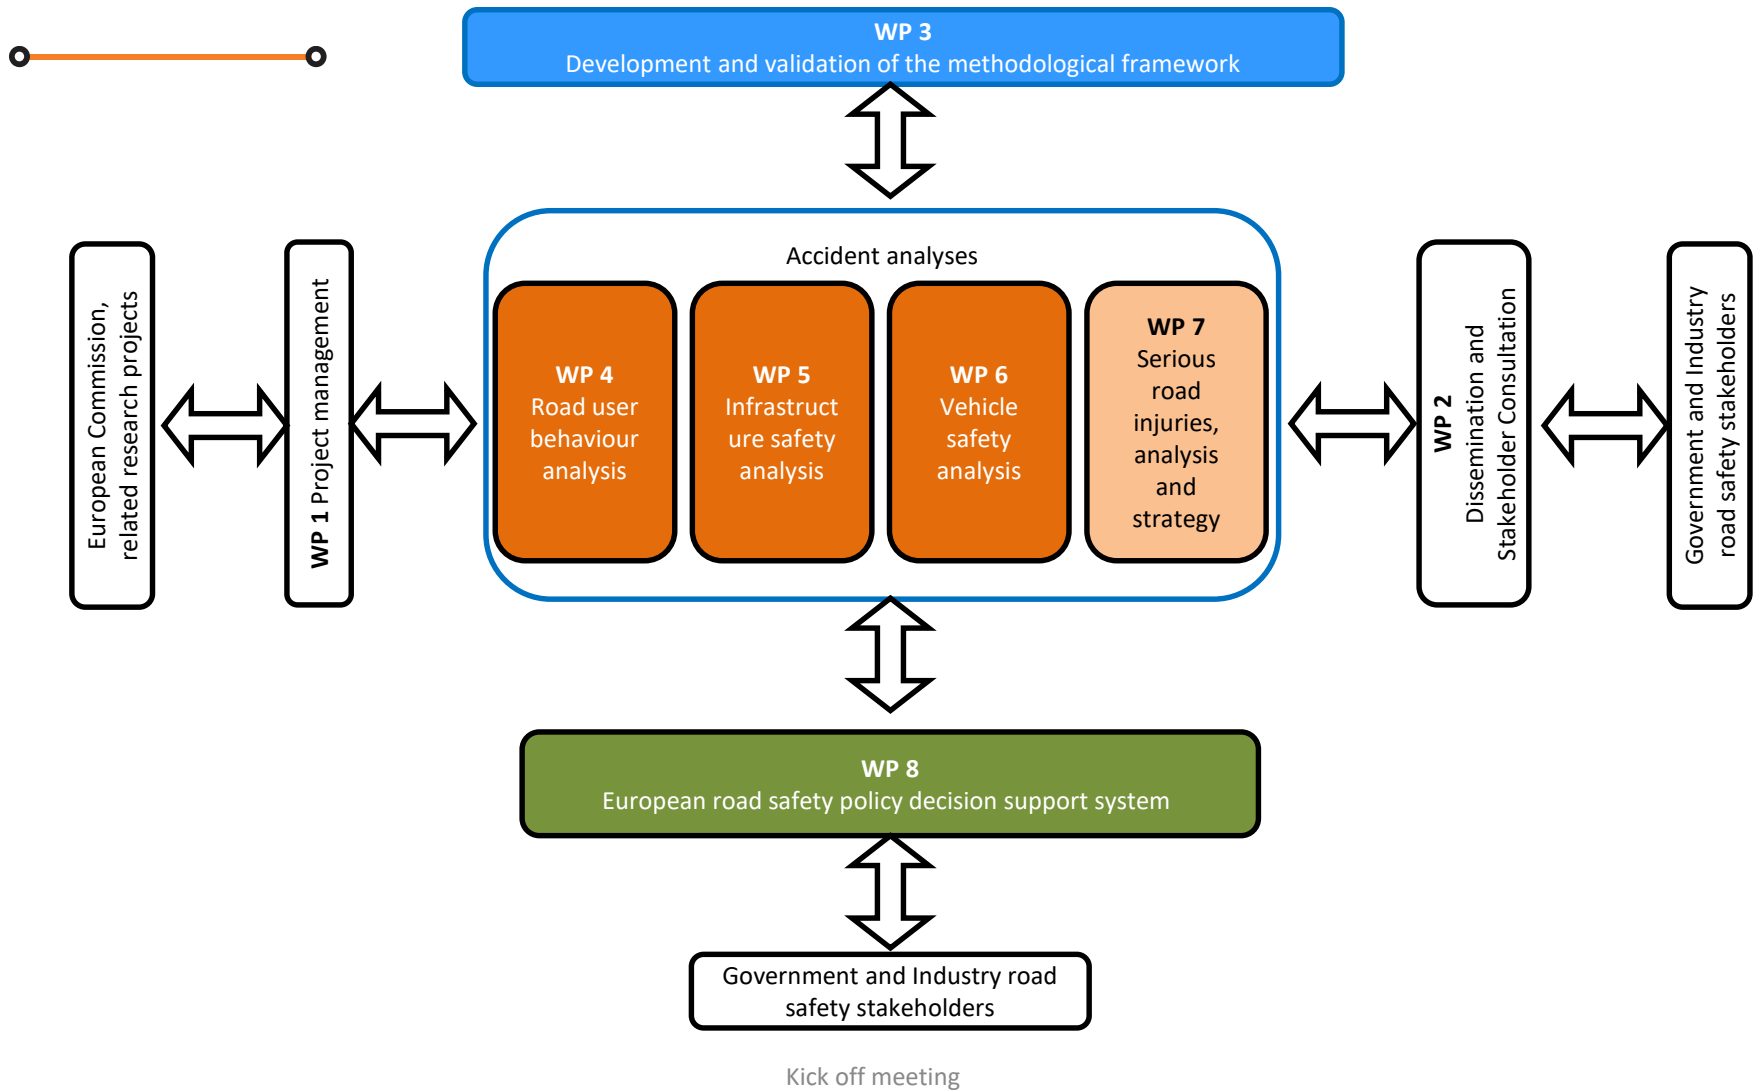 WP 3
Development and validation of the methodological framework
European Commission,
related research projects
WP 1 Project management
Accident analyses
WP 4
Road user
behaviour
analysis
WP 5
Infrastruct
ure safety
analysis
WP 6
Vehicle
safety
analysis
WP 7
Serious
road
injuries,
analysis
and
strategy
WP 2
Dissemination and
Stakeholder Consultation
Government and Industry
road safety stakeholders
WP 8
European road safety policy decision support system
Government and Industry road
safety stakeholders
Kick off meeting